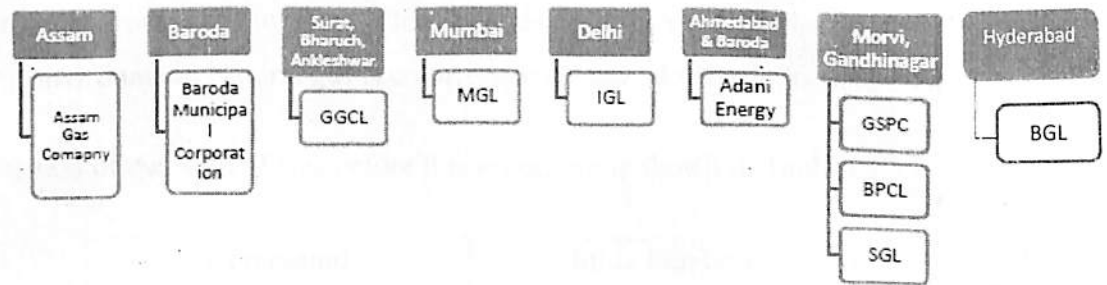 Assam
Assam
Gas
Comapny
Baroda
Baroda
Municipa
l
Corporat
ion
Surat,
Bharuch,
Ankleshwar
GGCL
Mumbai
MGL
Delhi
IGL
Ahmedabad
& Baroda
Adani
Energy
Morvi,
Gandhinagar
GSPC
BPCL
SGL
Hyderabad
BGL